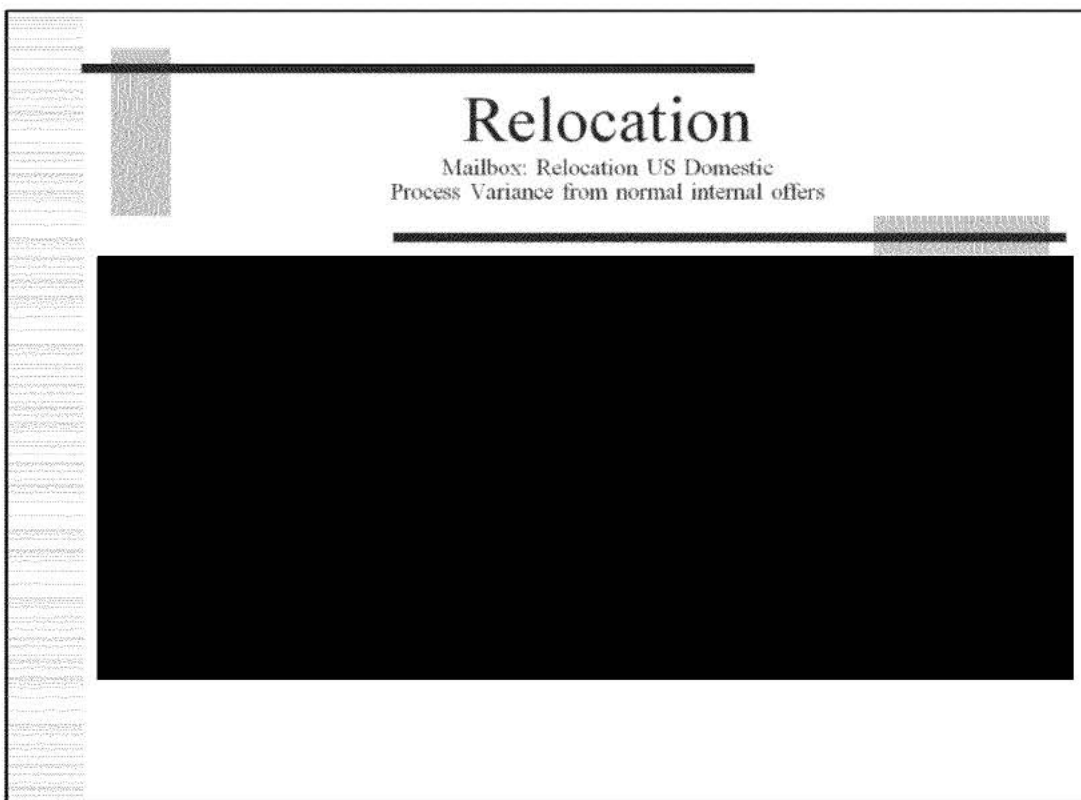 Relocation
Mailbox: Relocation US Domestic
Process Variance from normal internal offers